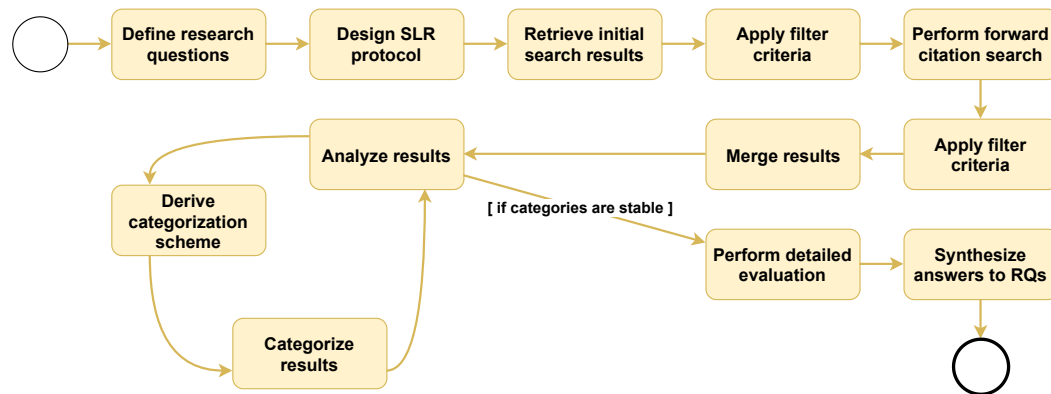 Define research
questions
Design SLR
protocol
Retrieve initial
search results
Apply filter
criteria
Perform forward
citation search
Analyze results
Merge results
Apply filter
criteria
Derive
categorization
scheme
[ if categories are stable ]
Perform detailed
evaluation
Synthesize
answers to RQs
Categorize
results